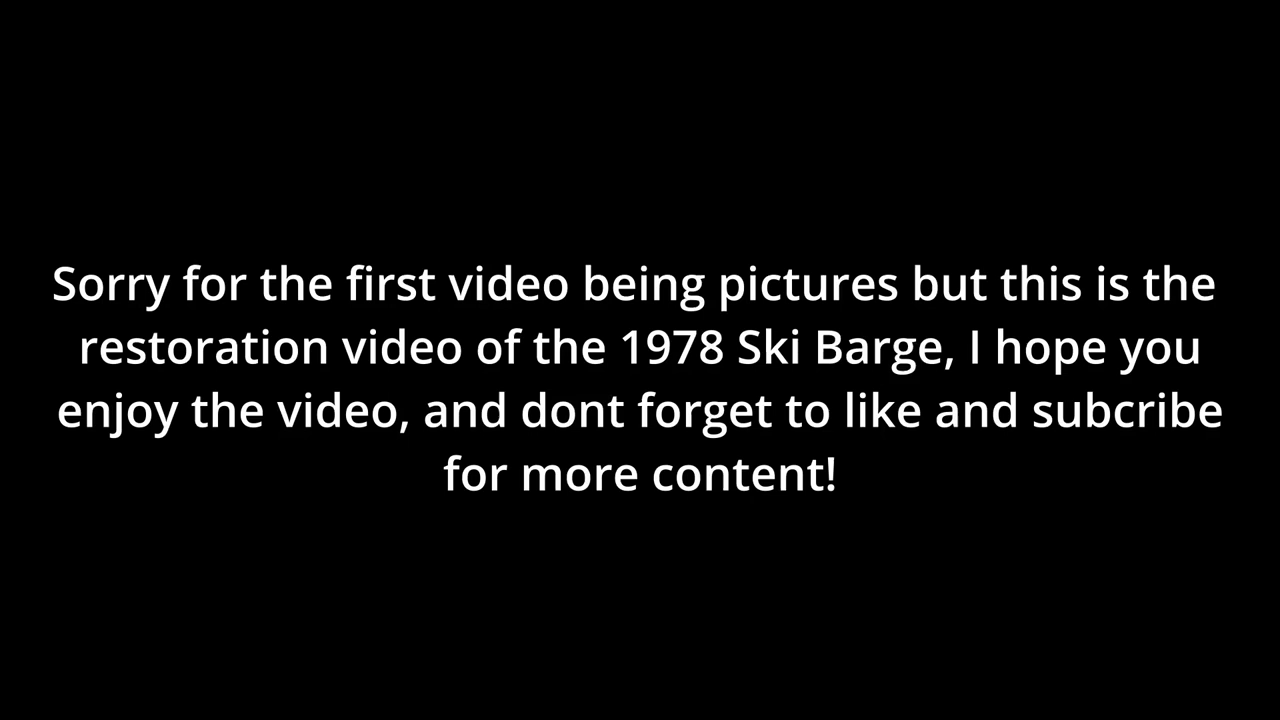 Sorry for the first video being pictures but this is the
restoration video of the 1978 Ski Barge, I hope you
enjoy the video, and dont forget to like and subcribe
for more content!